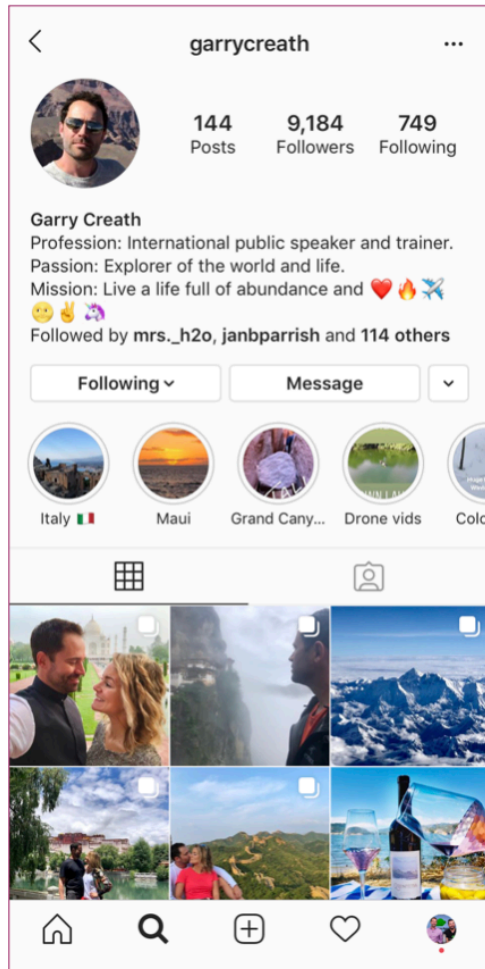 garrycreath
144 9,184 749
Posts Followers Following
Garry Creath
Profession: International public speaker and trainer.
Passion: Explorer of the world and life.
Mission: Live a life full of abundance and ❤️🔥✈️
🌝✌️🦄
Followed by mrs._h2o, janbparrish and 114 others
Following Message
Italy 🇮🇹 Maui Grand Cany... Drone vids Colo